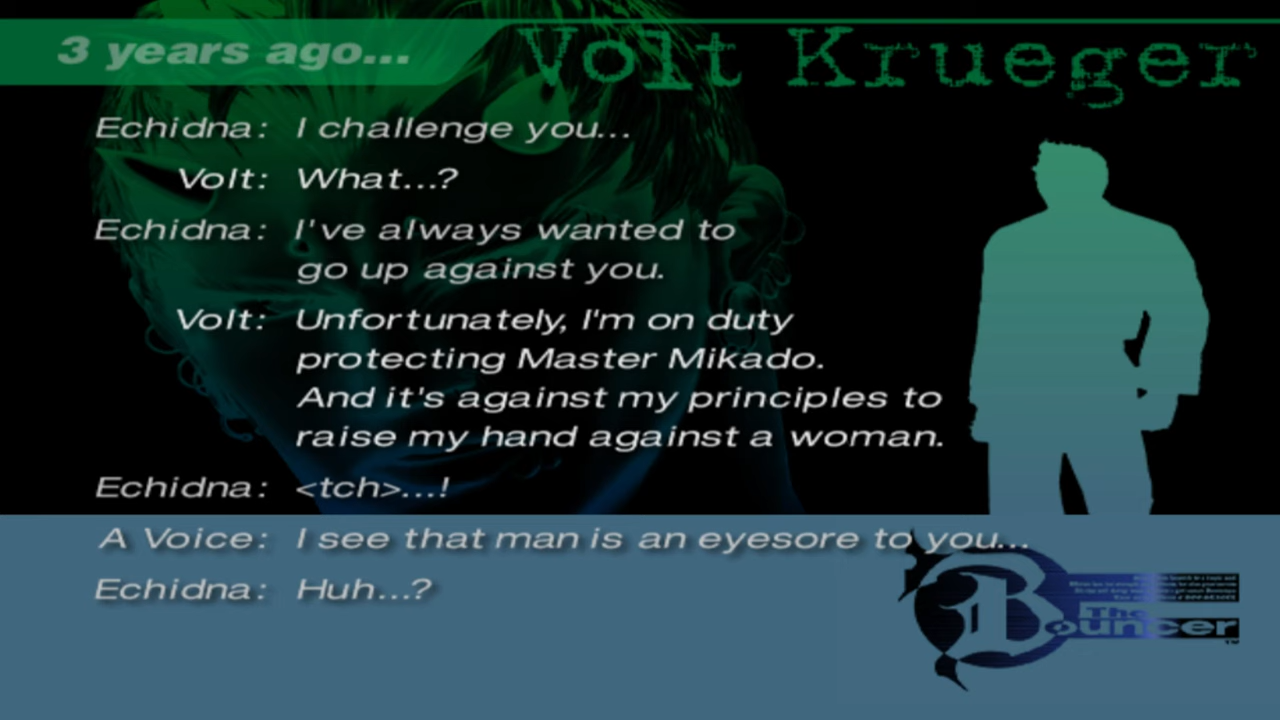 3 years ago...
Volt Krueger
Echidna: I challenge you...
Volt: What...?
Echidna: I've always wanted to
go up against you.
Volt: Unfortunately, I'm on duty
protecting Master Mikado.
And it's against my principles to
raise my hand against a woman.
Echidna: <tch>...!
A Voice: I see that man is an eyesore to you...
Echidna: Huh...?
The
Bouncer
TM